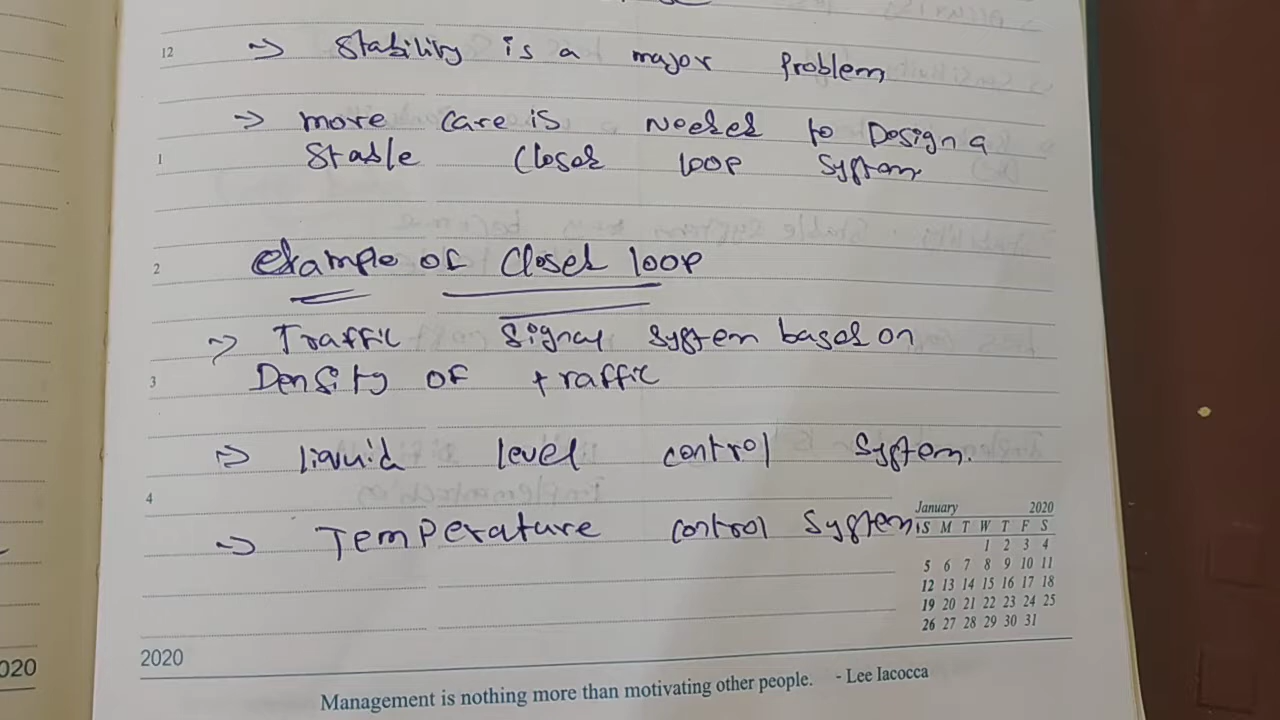 12
→ Stability is a major Problem
→ more care is Needed to Design a
1
Stable Closed loop System
2
Example of Closed loop
→ Traffic Signal System based on
3
Density of traffic
→ liquid level control System.
4
→ Temperature control System
January 2020
S M T W T F S
1 2 3 4
5 6 7 8 9 10 11
12 13 14 15 16 17 18
19 20 21 22 23 24 25
26 27 28 29 30 31
020
2020
Management is nothing more than motivating other people. - Lee Iacocca